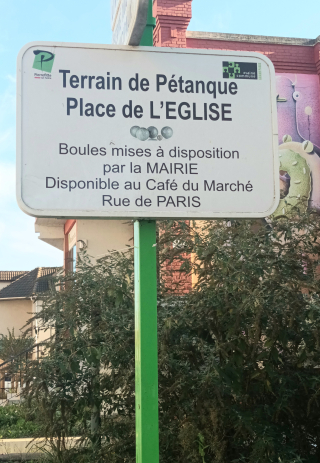 Terrain de Pétanque
Place de L'EGLISE
Boules mises à disposition
par la MAIRIE
Disponible au Café du Marché
Rue de PARIS